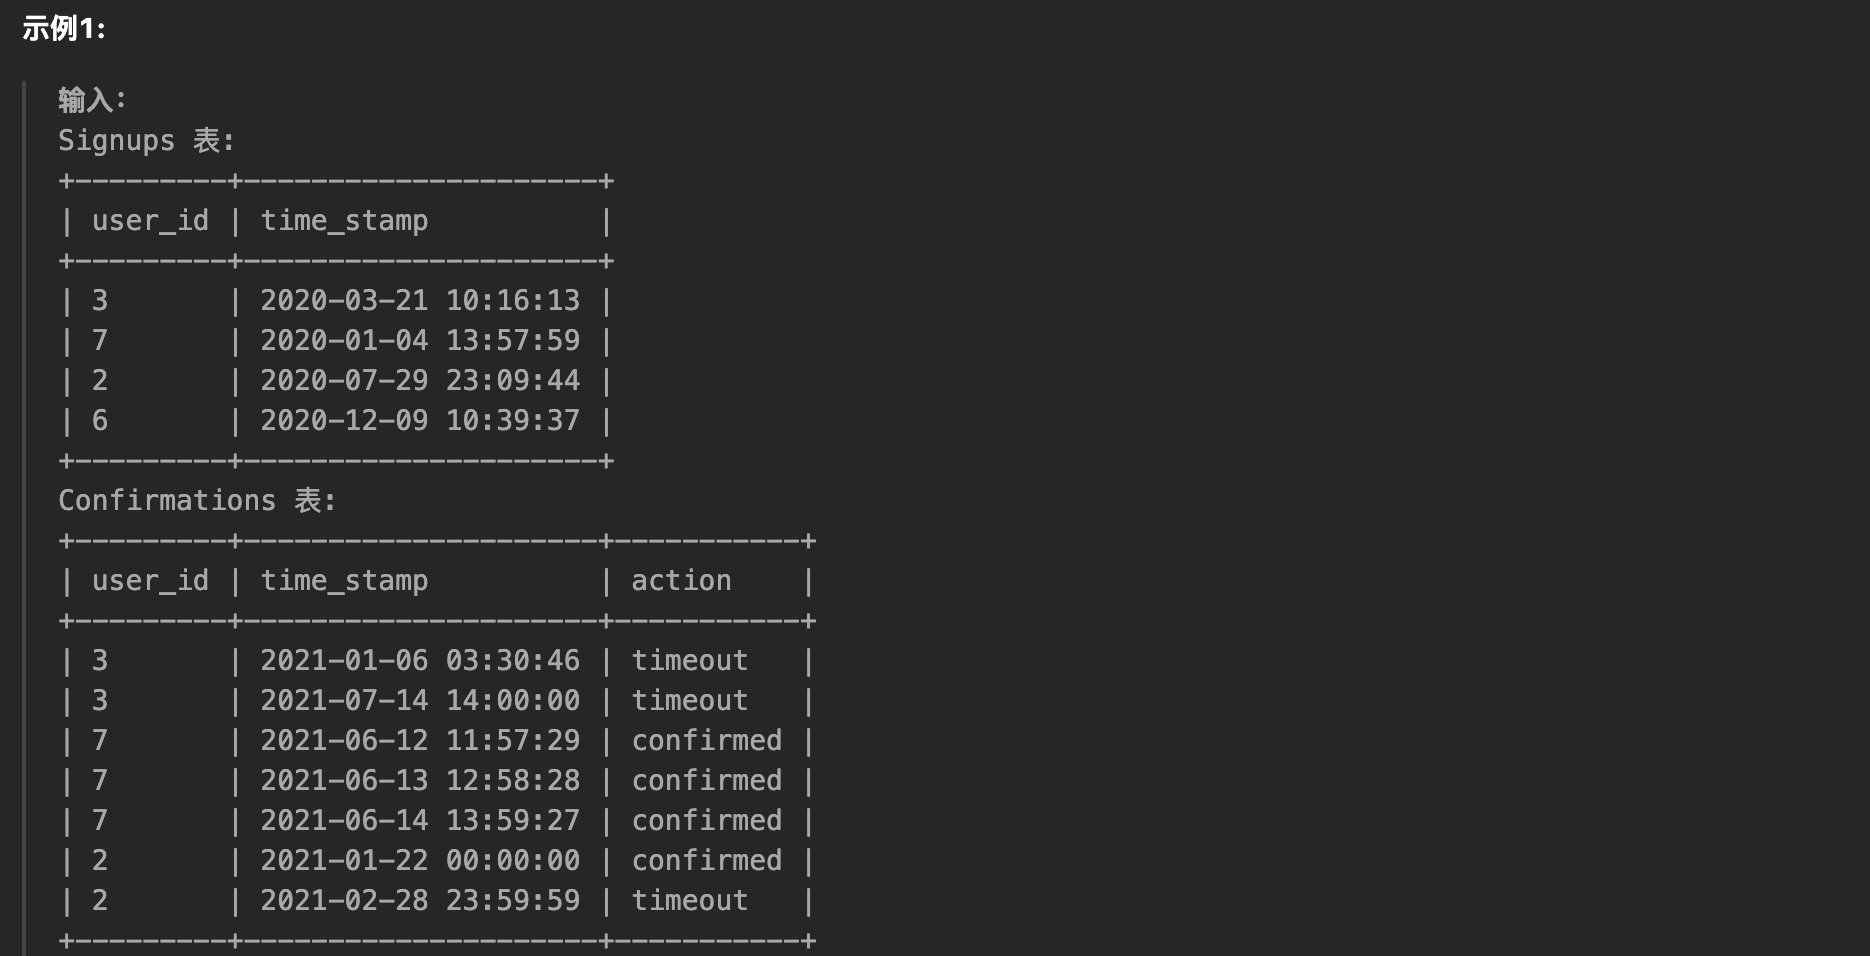 示例1:
输入：
Signups 表:
+---------+---------------------+
| user_id | time_stamp          |
+---------+---------------------+
| 3       | 2020-03-21 10:16:13 |
| 7       | 2020-01-04 13:57:59 |
| 2       | 2020-07-29 23:09:44 |
| 6       | 2020-12-09 10:39:37 |
+---------+---------------------+
Confirmations 表:
+---------+---------------------+-----------+
| user_id | time_stamp          | action    |
+---------+---------------------+-----------+
| 3       | 2021-01-06 03:30:46 | timeout   |
| 3       | 2021-07-14 14:00:00 | timeout   |
| 7       | 2021-06-12 11:57:29 | confirmed |
| 7       | 2021-06-13 12:58:28 | confirmed |
| 7       | 2021-06-14 13:59:27 | confirmed |
| 2       | 2021-01-22 00:00:00 | confirmed |
| 2       | 2021-02-28 23:59:59 | timeout   |
+---------+---------------------+-----------+